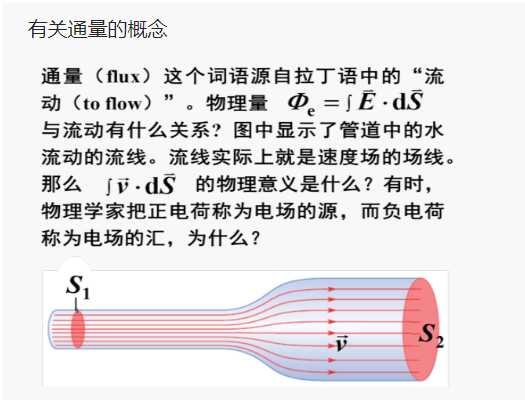 有关通量的概念
通量（flux）这个词语源自拉丁语中的“流
动（to flow）”。物理量 Φₑ = ∫ E⃗ · dS⃗
与流动有什么关系? 图中显示了管道中的水
流动的流线。流线实际上就是速度场的场线。
那么 ∫ v⃗ · dS⃗ 的物理意义是什么？有时，
物理学家把正电荷称为电场的源，而负电荷
称为电场的汇，为什么？
S₁
v⃗
S₂